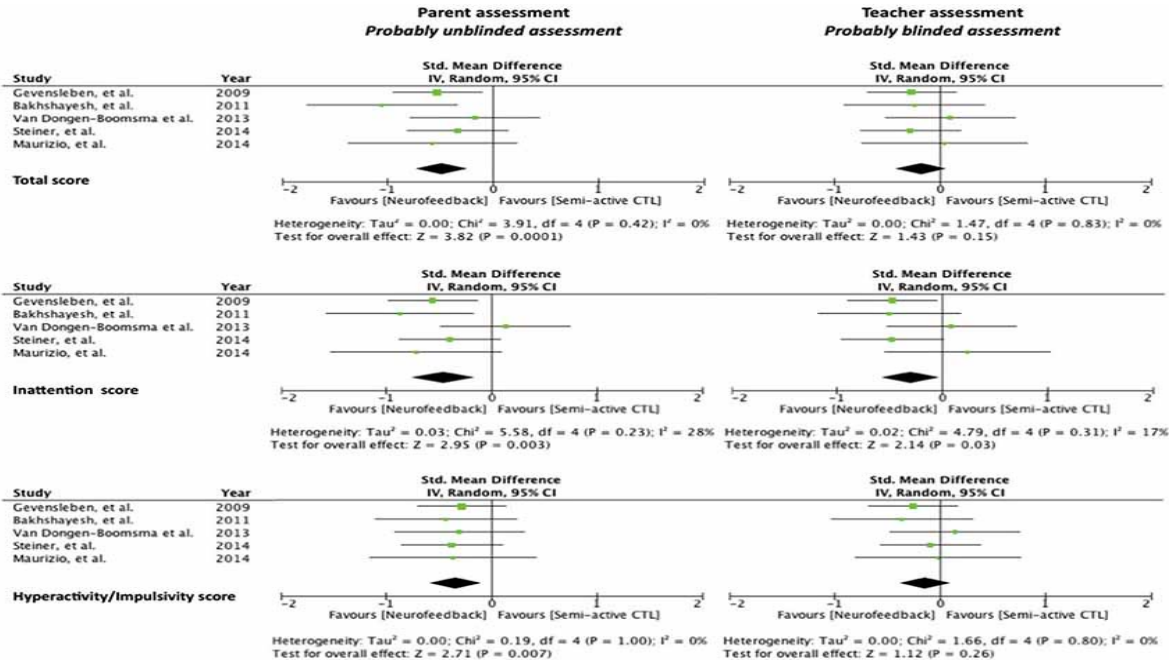 Parent assessment Teacher assessment
Probably unblinded assessment Probably blinded assessment
Std. Mean Difference Std. Mean Difference
Study Year IV, Random, 95% CI IV, Random, 95% CI
Gevensleben, et al. 2009
Bakhshayesh, et al. 2011
Van Dongen-Boomsma et al. 2013
Steiner, et al. 2014
Maurizio, et al. 2014
Total score
-2 -1 0 1 2 -2 -1 0 1 2
Favours [Neurofeedback] Favours [Semi-active CTL] Favours [Neurofeedback] Favours [Semi-active CTL]
Heterogeneity: Tau² = 0.00; Chi² = 3.91, df = 4 (P = 0.42); I² = 0% Heterogeneity: Tau² = 0.00; Chi² = 1.47, df = 4 (P = 0.83); I² = 0%
Test for overall effect: Z = 3.82 (P = 0.0001) Test for overall effect: Z = 1.43 (P = 0.15)
Std. Mean Difference Std. Mean Difference
Study Year IV, Random, 95% CI IV, Random, 95% CI
Gevensleben, et al. 2009
Bakhshayesh, et al. 2011
Van Dongen-Boomsma et al. 2013
Steiner, et al. 2014
Maurizio, et al. 2014
Inattention score
-2 -1 0 1 2 -2 -1 0 1 2
Favours [Neurofeedback] Favours [Semi-active CTL] Favours [Neurofeedback] Favours [Semi-active CTL]
Heterogeneity: Tau² = 0.03; Chi² = 5.58, df = 4 (P = 0.23); I² = 28% Heterogeneity: Tau² = 0.02; Chi² = 4.79, df = 4 (P = 0.31); I² = 17%
Test for overall effect: Z = 2.95 (P = 0.003) Test for overall effect: Z = 2.14 (P = 0.03)
Std. Mean Difference Std. Mean Difference
Study Year IV, Random, 95% CI IV, Random, 95% CI
Gevensleben, et al. 2009
Bakhshayesh, et al. 2011
Van Dongen-Boomsma et al. 2013
Steiner, et al. 2014
Maurizio, et al. 2014
Hyperactivity/Impulsivity score
-2 -1 0 1 2 -2 -1 0 1 2
Favours [Neurofeedback] Favours [Semi-active CTL] Favours [Neurofeedback] Favours [Semi-active CTL]
Heterogeneity: Tau² = 0.00; Chi² = 0.19, df = 4 (P = 1.00); I² = 0% Heterogeneity: Tau² = 0.00; Chi² = 1.66, df = 4 (P = 0.80); I² = 0%
Test for overall effect: Z = 2.71 (P = 0.007) Test for overall effect: Z = 1.12 (P = 0.26)